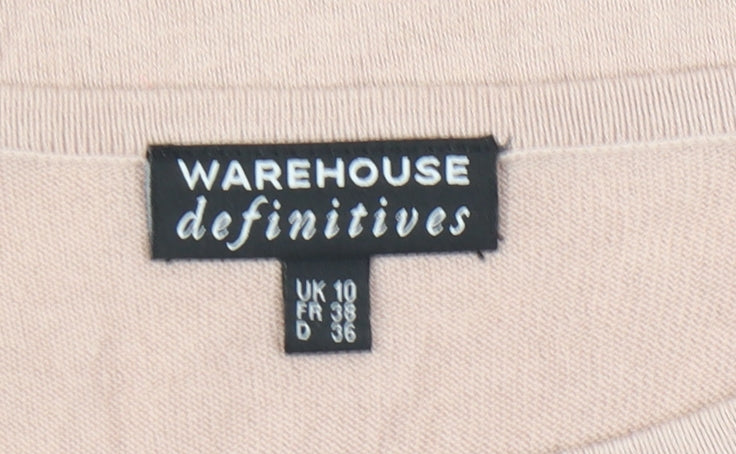 WAREHOUSE
definitives
UK 10
FR 38
D 36